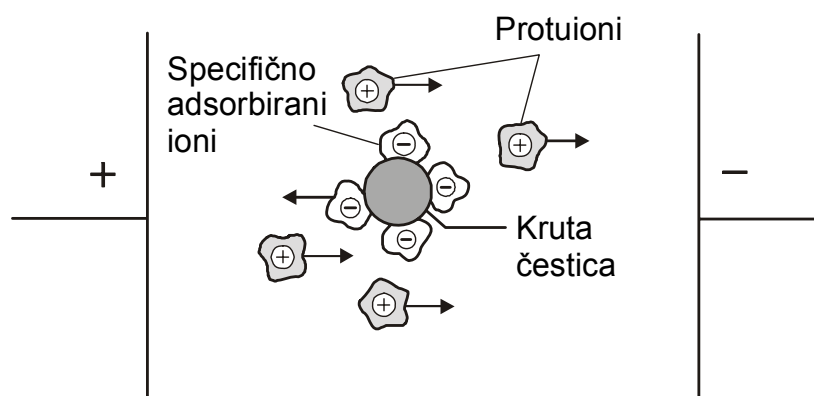 Protuioni
Specifično
adsorbirani
ioni
+
+
+
−
−
−
+
−
−
+
Kruta
čestica
+